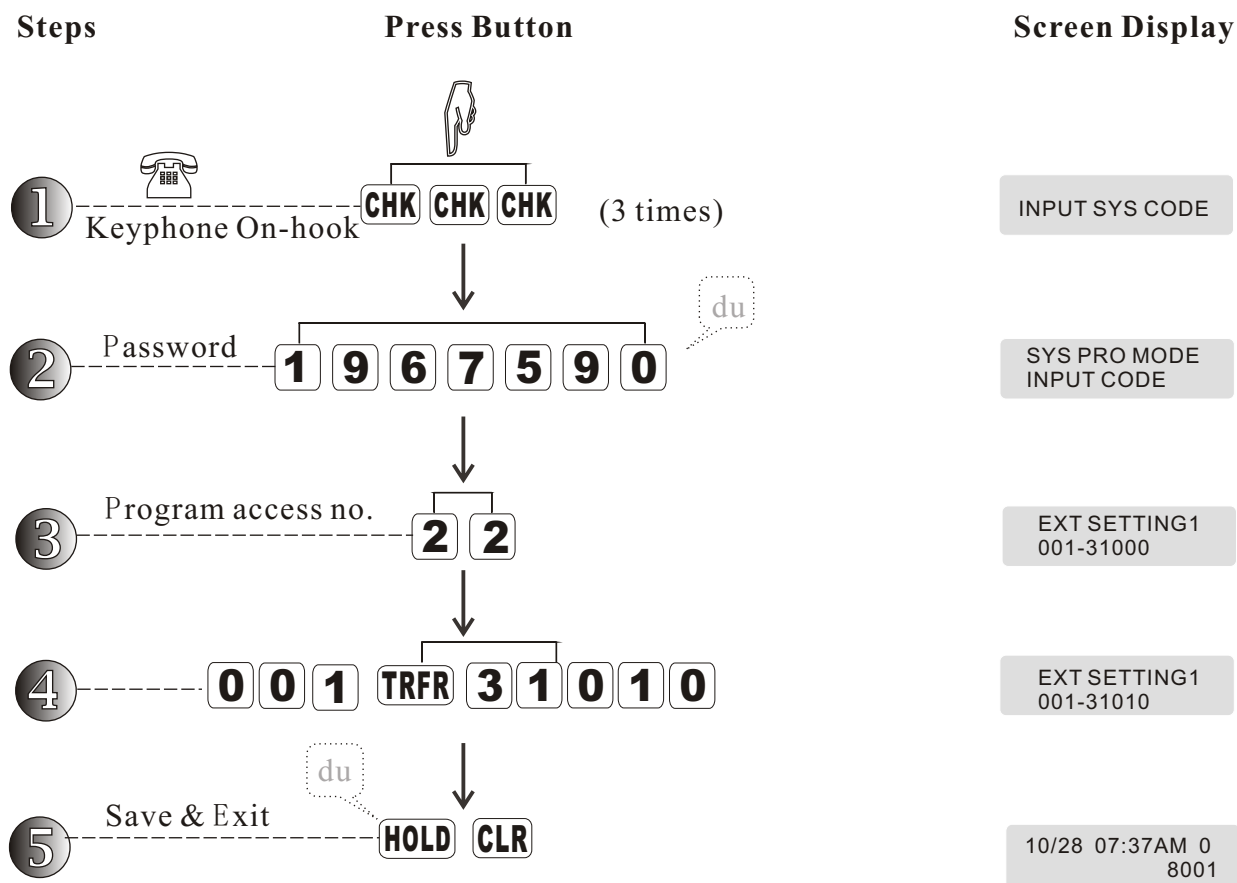 Steps Press Button Screen Display
1 Keyphone On-hook CHK CHK CHK (3 times) INPUT SYS CODE
du
2 Password 1 9 6 7 5 9 0 SYS PRO MODE
INPUT CODE
3 Program access no. 2 2 EXT SETTING1
001-31000
4 0 0 1 TRFR 3 1 0 1 0 EXT SETTING1
001-31010
du
5 Save & Exit HOLD CLR 10/28 07:37AM 0
8001